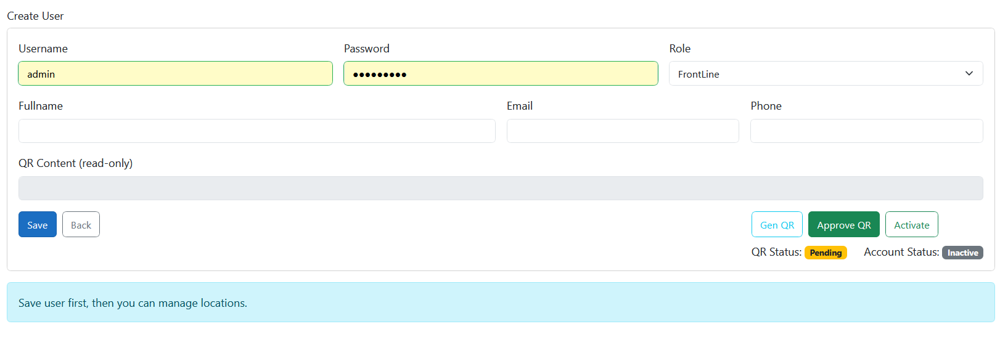 Create User
Username Password Role
admin ●●●●●●●●● FrontLine
Fullname Email Phone
QR Content (read-only)
Save Back Gen QR Approve QR Activate
QR Status: Pending Account Status: Inactive
Save user first, then you can manage locations.